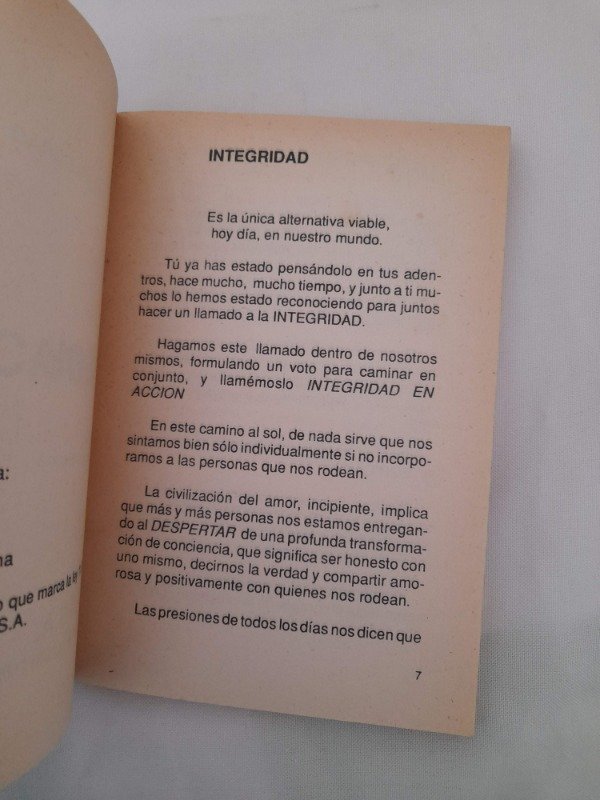 a:
na
o que marca la ley
S.A.
INTEGRIDAD
Es la única alternativa viable,
hoy día, en nuestro mundo.
Tú ya has estado pensándolo en tus aden-
tros, hace mucho, mucho tiempo, y junto a ti mu-
chos lo hemos estado reconociendo para juntos
hacer un llamado a la INTEGRIDAD.
Hagamos este llamado dentro de nosotros
mismos, formulando un voto para caminar en
conjunto, y llamémoslo INTEGRIDAD EN
ACCION
En este camino al sol, de nada sirve que nos
sintamos bien sólo individualmente si no incorpo-
ramos a las personas que nos rodean.
La civilización del amor, incipiente, implica
que más y más personas nos estamos entregan-
do al DESPERTAR de una profunda transforma-
ción de conciencia, que significa ser honesto con
uno mismo, decirnos la verdad y compartir amo-
rosa y positivamente con quienes nos rodean.
Las presiones de todos los días nos dicen que
7